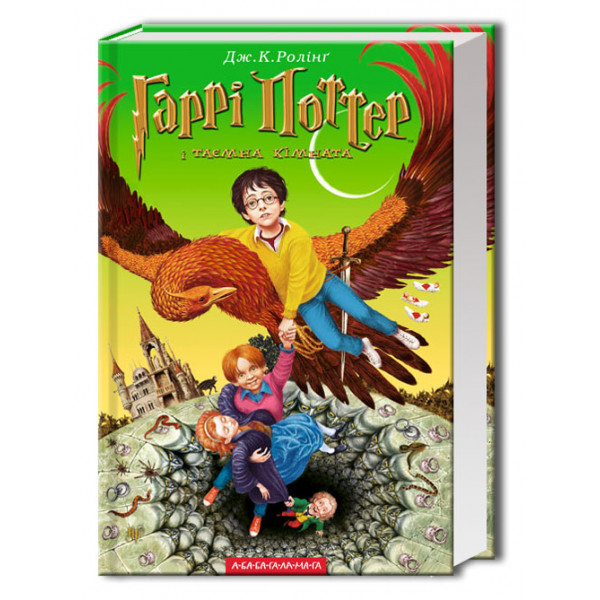 Дж.К.Ролінґ
Гаррі Поттер
і таємна кімната
А-БА-БА-ГА-ЛА-МА-ГА